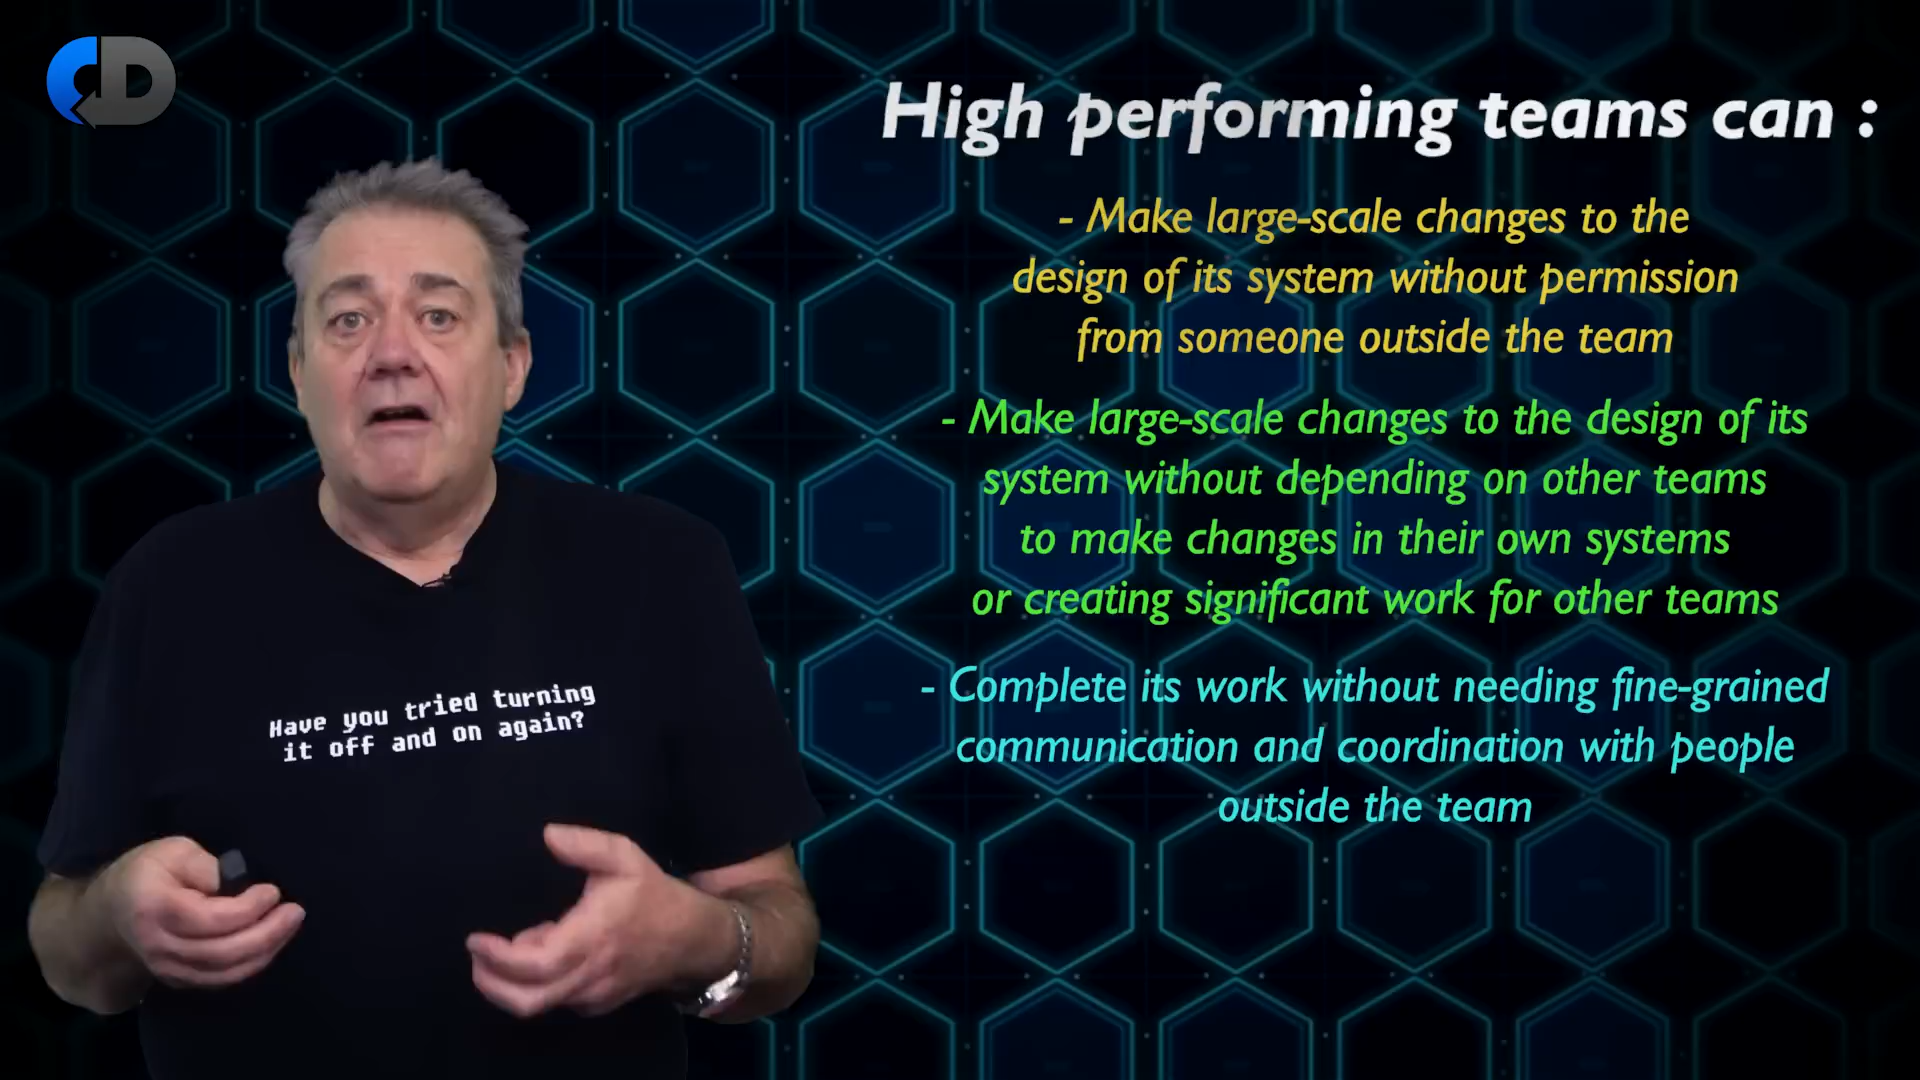 CD
High performing teams can :
- Make large-scale changes to the
design of its system without permission
from someone outside the team
- Make large-scale changes to the design of its
system without depending on other teams
to make changes in their own systems
or creating significant work for other teams
- Complete its work without needing fine-grained
communication and coordination with people
outside the team
Have you tried turning
it off and on again?